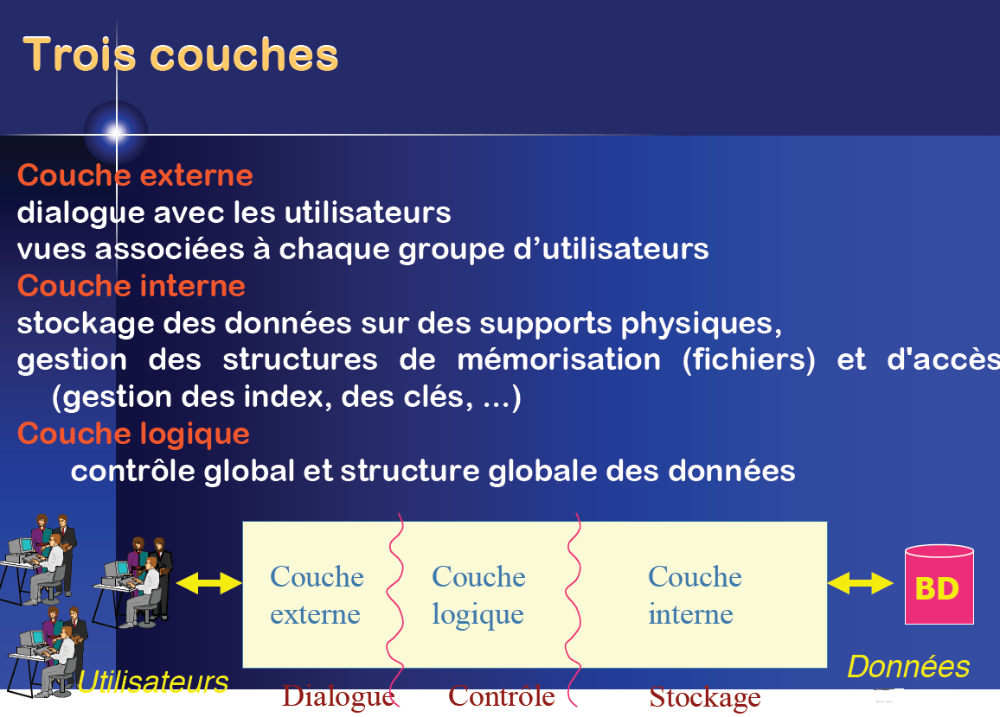 Trois couches
Couche externe
dialogue avec les utilisateurs
vues associées à chaque groupe d’utilisateurs
Couche interne
stockage des données sur des supports physiques,
gestion des structures de mémorisation (fichiers) et d'accès
(gestion des index, des clés, …)
Couche logique
contrôle global et structure globale des données
Couche externe
Couche logique
Couche interne
BD
Utilisateurs
Données
Dialogue Contrôle Stockage